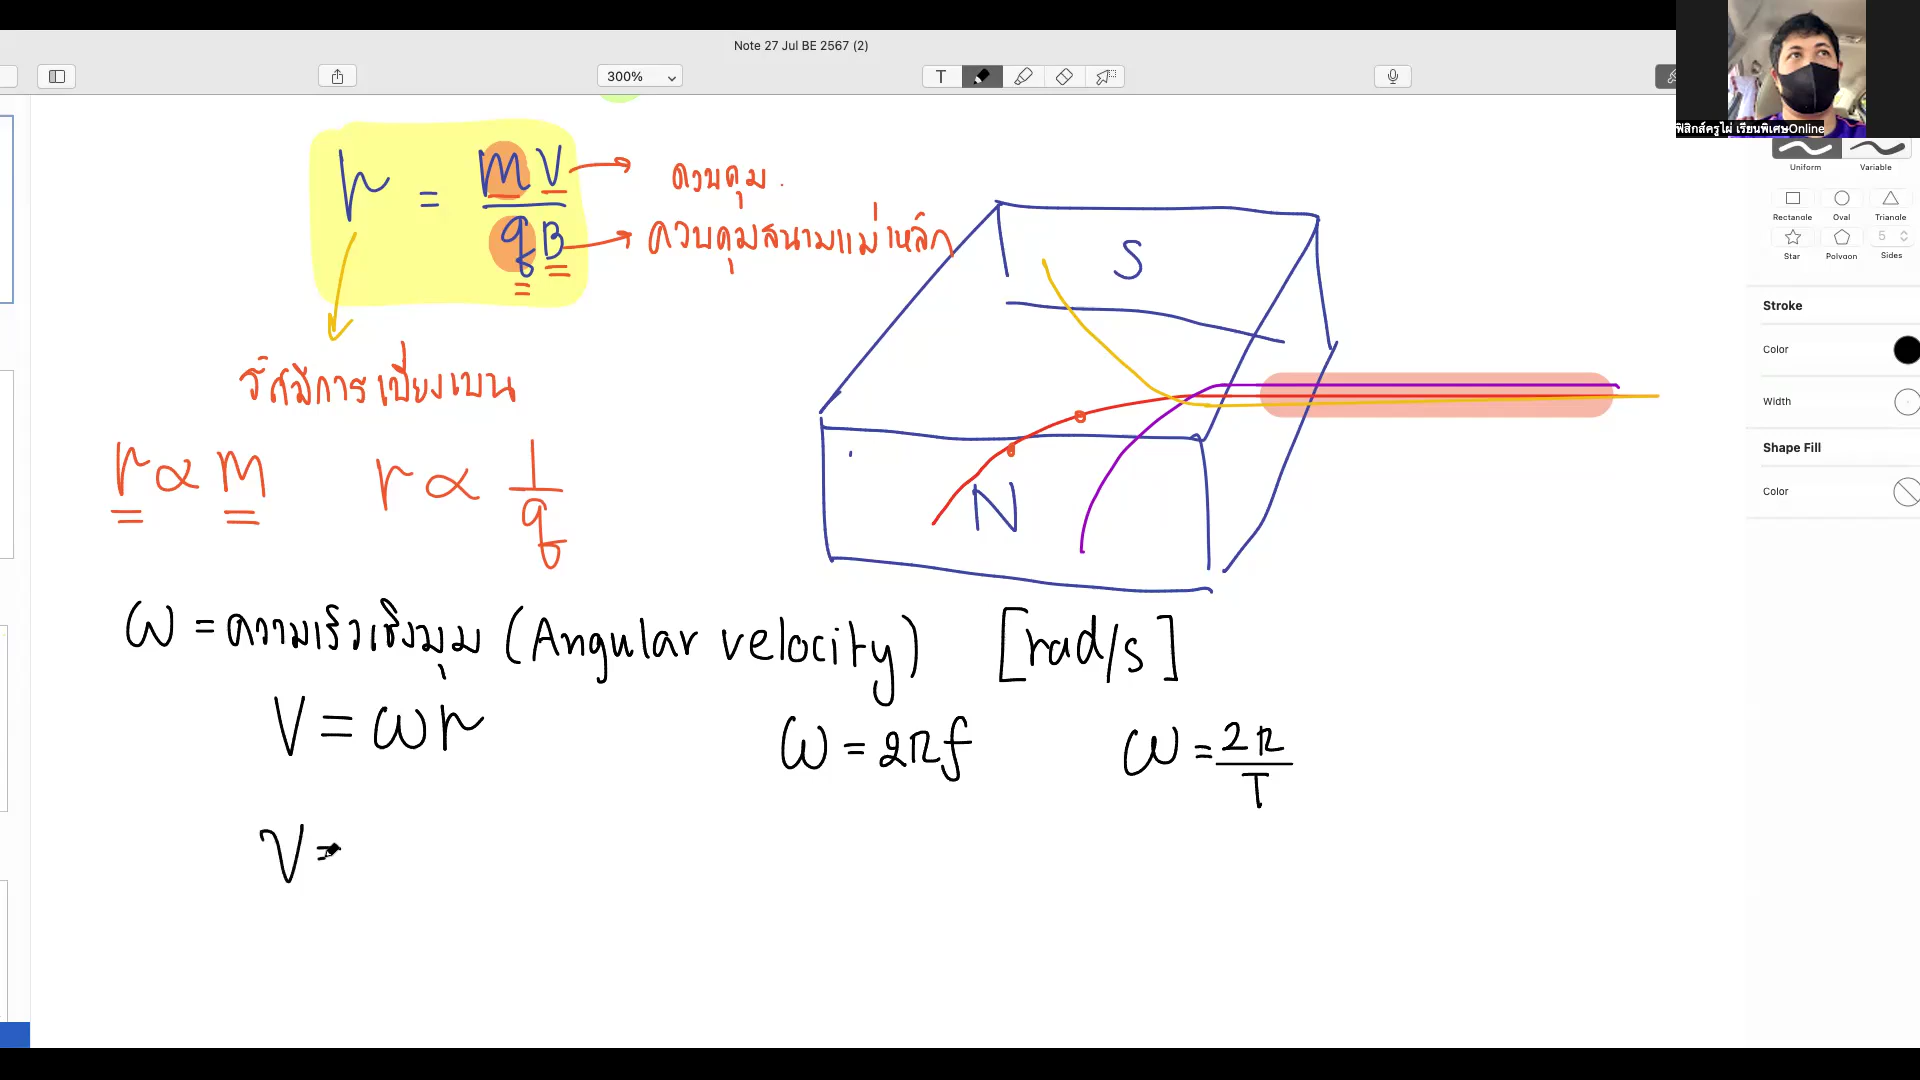 Note 27 Jul BE 2567 (2)
300%
T
ฟิสิกส์ครูไผ่ เรียนพิเศษOnline
Uniform
Variable
Rectangle
Oval
Triangle
5
Star
Polygon
Sides
Stroke
Color
Width
Shape Fill
Color
r = mv / qB
ควบคุม
ควบคุมสนามแม่เหล็ก
รัศมีการเบี่ยงเบน
r ∝ m
r ∝ 1/q
S
N
ω = ความเร็วเชิงมุม (Angular velocity) [rad/s]
V = ωr
ω = 2πf
ω = 2π/T
V =